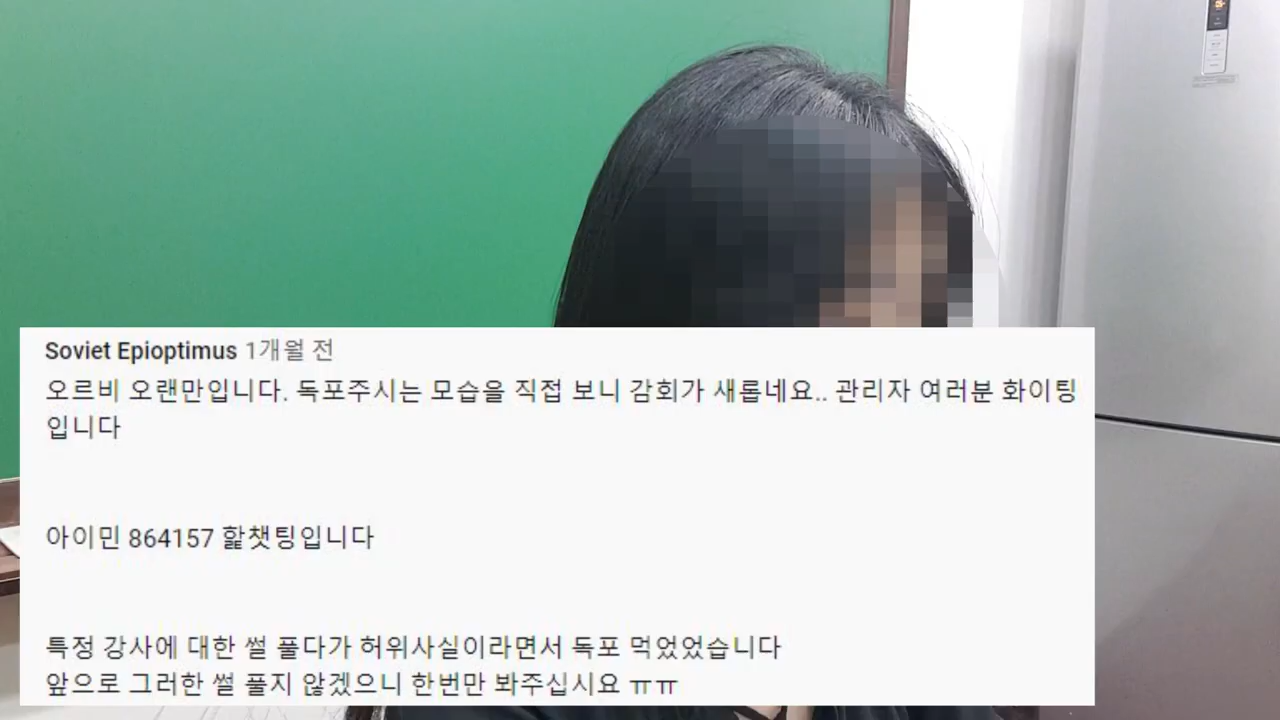 Soviet Epioptimus 1개월 전
오르비 오랜만입니다. 독포주시는 모습을 직접 보니 감회가 새롭네요.. 관리자 여러분 화이팅
입니다
아이민 864157 핥챗팅입니다
특정 강사에 대한 썰 풀다가 허위사실이라면서 독포 먹었었습니다
앞으로 그러한 썰 풀지 않겠으니 한번만 봐주십시요 ㅠㅠ